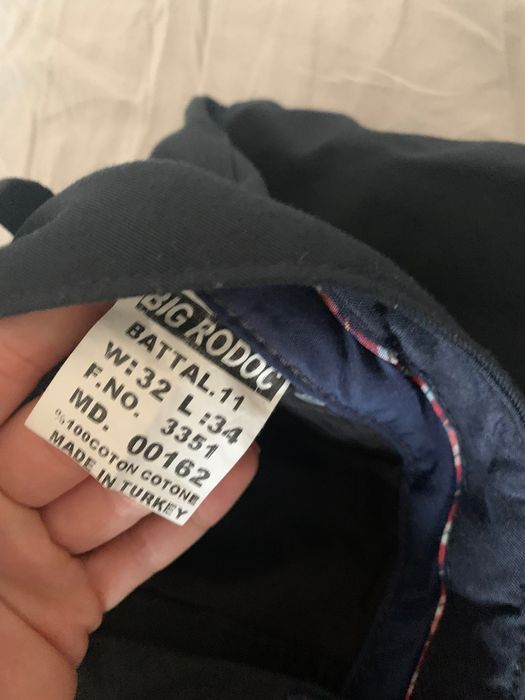 BIG RODOC
BATTAL.11
W:32 L:34
F.NO. 3351
MD. 00162
%100COTON COTONE
MADE IN TURKEY